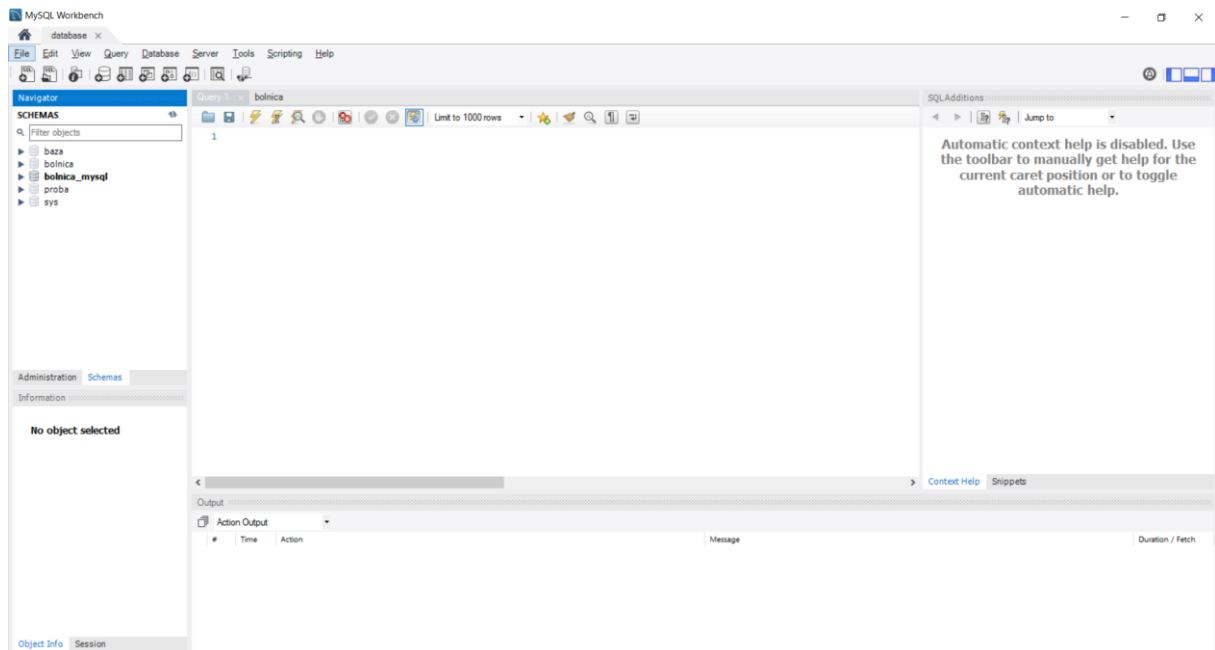 MySQL Workbench
database
File Edit View Query Database Server Tools Scripting Help
Navigator
SCHEMAS
Filter objects
baza
bolnica
bolnica_mysql
proba
sys
Administration Schemas
Information
No object selected
Object Info Session
Query 1 bolnica
Limit to 1000 rows
1
Output
Action Output
# Time Action Message Duration / Fetch
SQLAdditions
Jump to
Automatic context help is disabled. Use
the toolbar to manually get help for the
current caret position or to toggle
automatic help.
Context Help Snippets